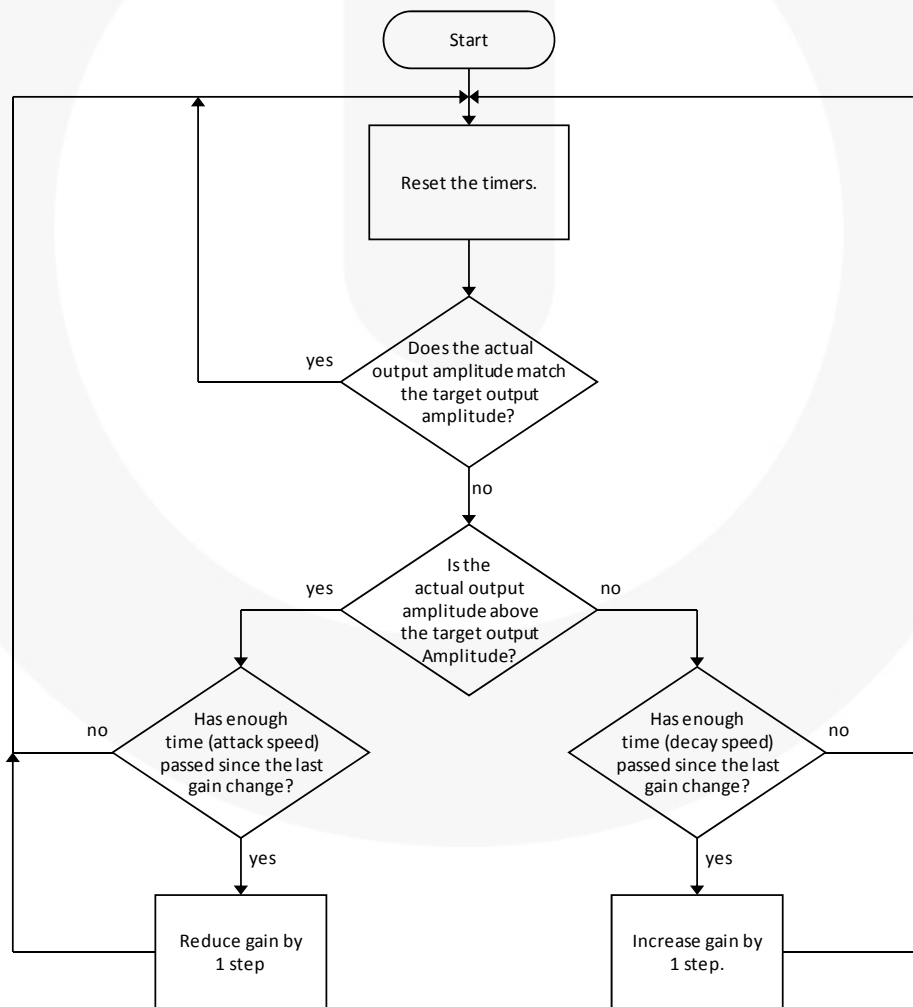 Start
Reset the timers.
Does the actual
output amplitude match
the target output
amplitude?
yes
no
Is the
actual output
amplitude above
the target output
Amplitude?
yes
no
Has enough
time (attack speed)
passed since the last
gain change?
no
yes
Has enough
time (decay speed)
passed since the last
gain change?
no
yes
Reduce gain by
1 step
Increase gain by
1 step.